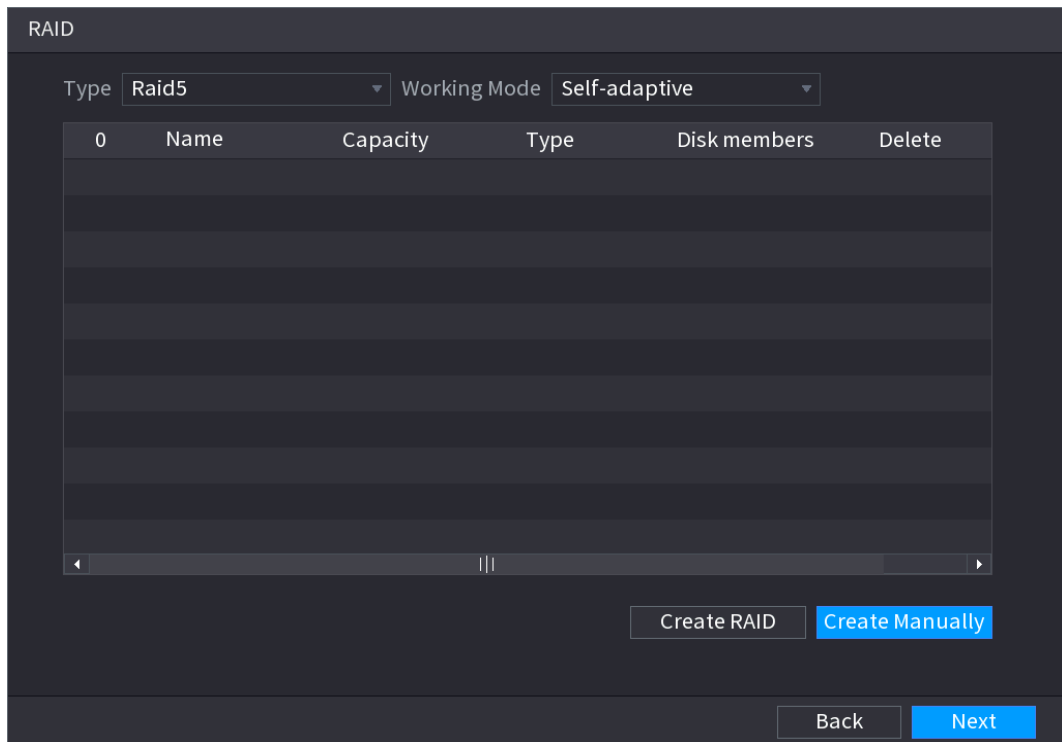 RAID
Type Raid5 Working Mode Self-adaptive
0 Name Capacity Type Disk members Delete
Create RAID Create Manually
Back Next